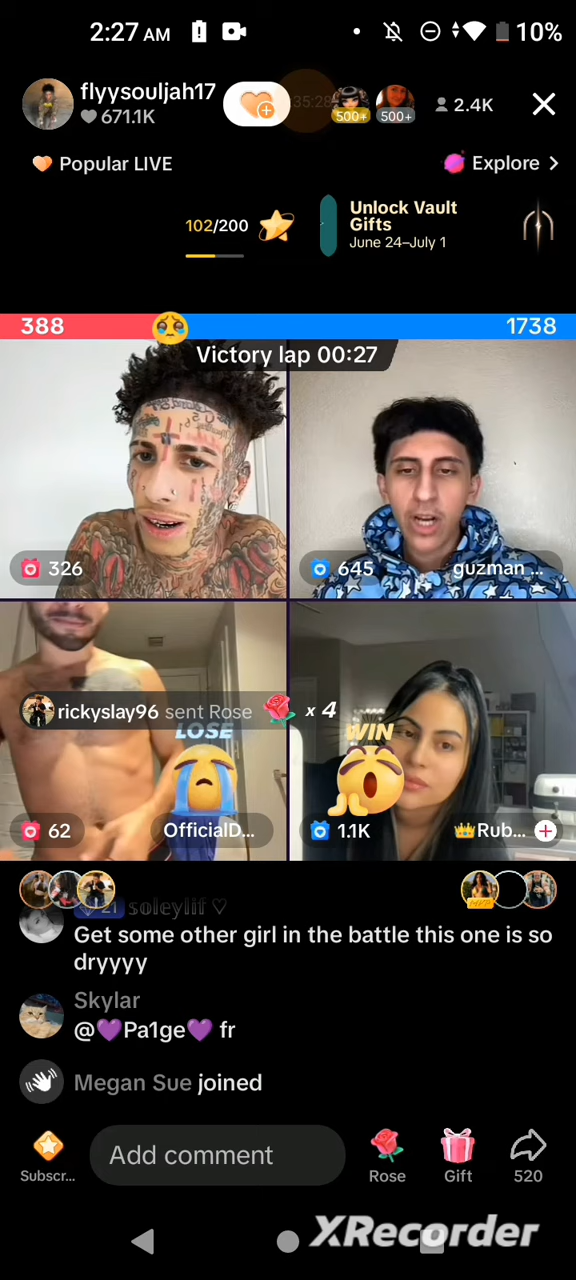 2:27 AM
10%
flyysouljah17
671.1K
35:28
500+
500+
2.4K
Popular LIVE
Explore >
102/200
Unlock Vault
Gifts
June 24–July 1
388
1738
Victory lap 00:27
326
645
guzman ...
rickyslay96 sent Rose x 4
LOSE
WIN
62
OfficialD...
1.1K
Rub...
21 soleylif ♡
Get some other girl in the battle this one is so
dryyyy
Skylar
@💜Pa1ge💜 fr
Megan Sue joined
Subscr...
Add comment
Rose
Gift
520
XRecorder